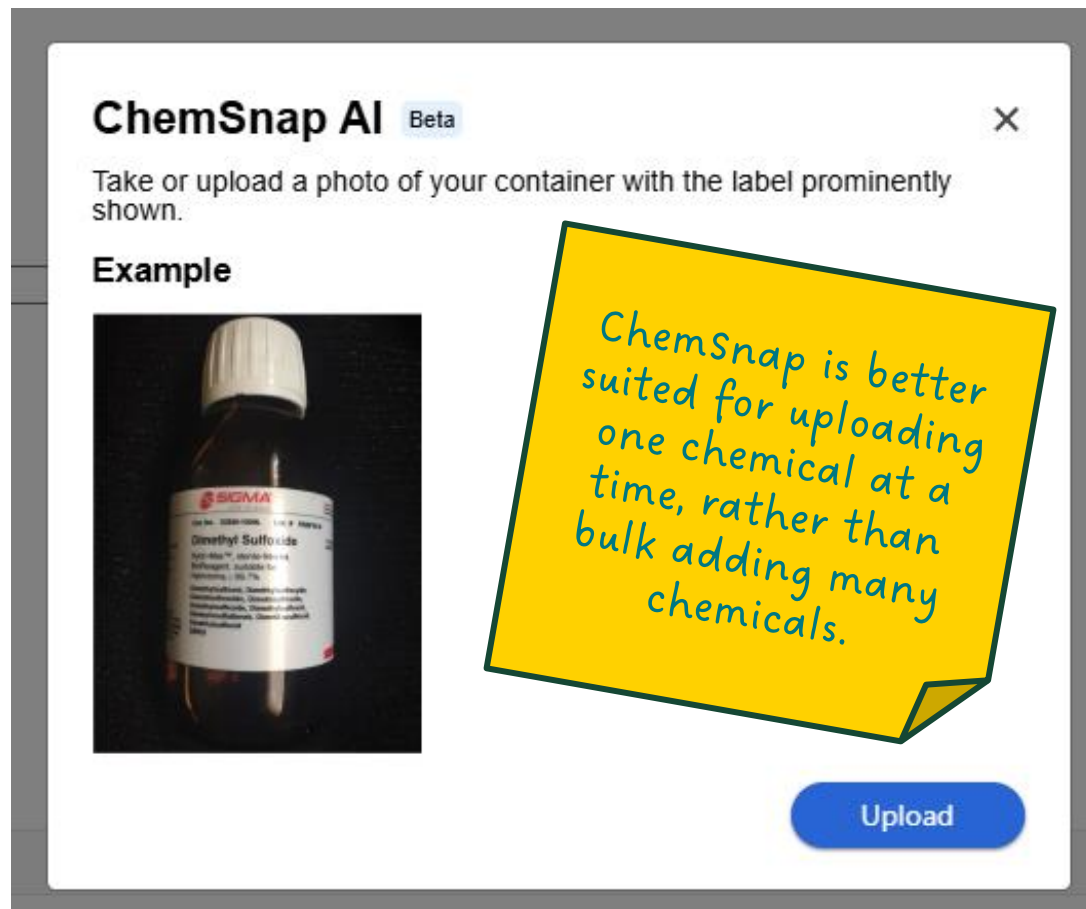 ChemSnap AI Beta
Take or upload a photo of your container with the label prominently
shown.
Example
SIGMA
Dimethyl Sulfoxide
ChemSnap is better
suited for uploading
one chemical at a
time, rather than
bulk adding many
chemicals.
Upload